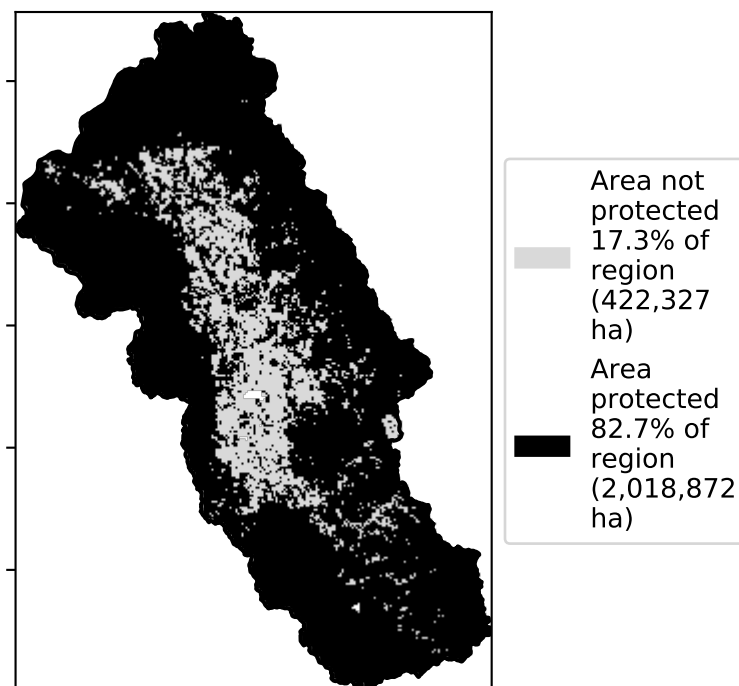 Area not
protected
17.3% of
region
(422,327
ha)
Area
protected
82.7% of
region
(2,018,872
ha)